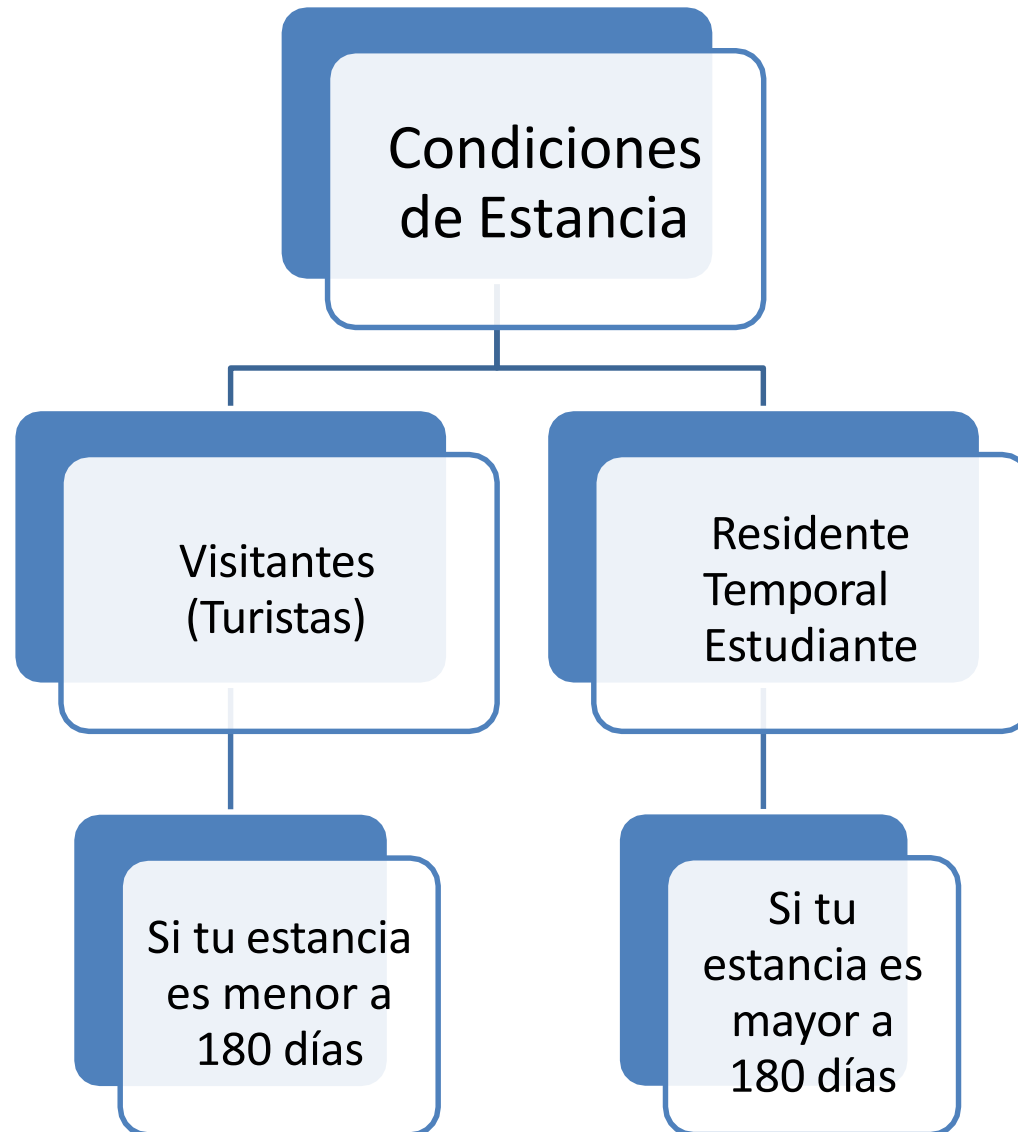 Condiciones
de Estancia
Visitantes
(Turistas)
Residente
Temporal
Estudiante
Si tu estancia
es menor a
180 días
Si tu
estancia es
mayor a
180 días